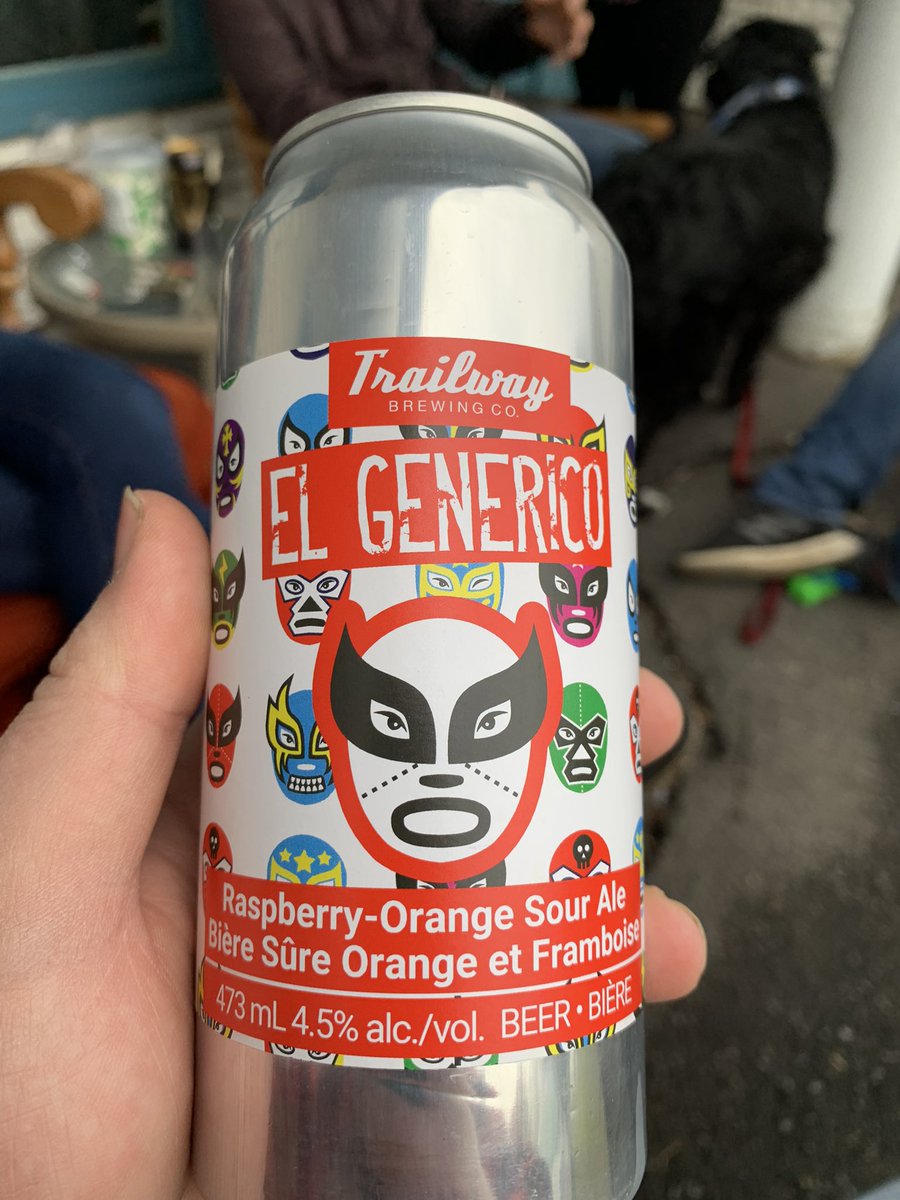 Trailway
BREWING CO.
EL GENERICO
Raspberry-Orange Sour Ale
Bière Sûre Orange et Framboise
473 mL 4.5% alc./vol. BEER • BIÈRE